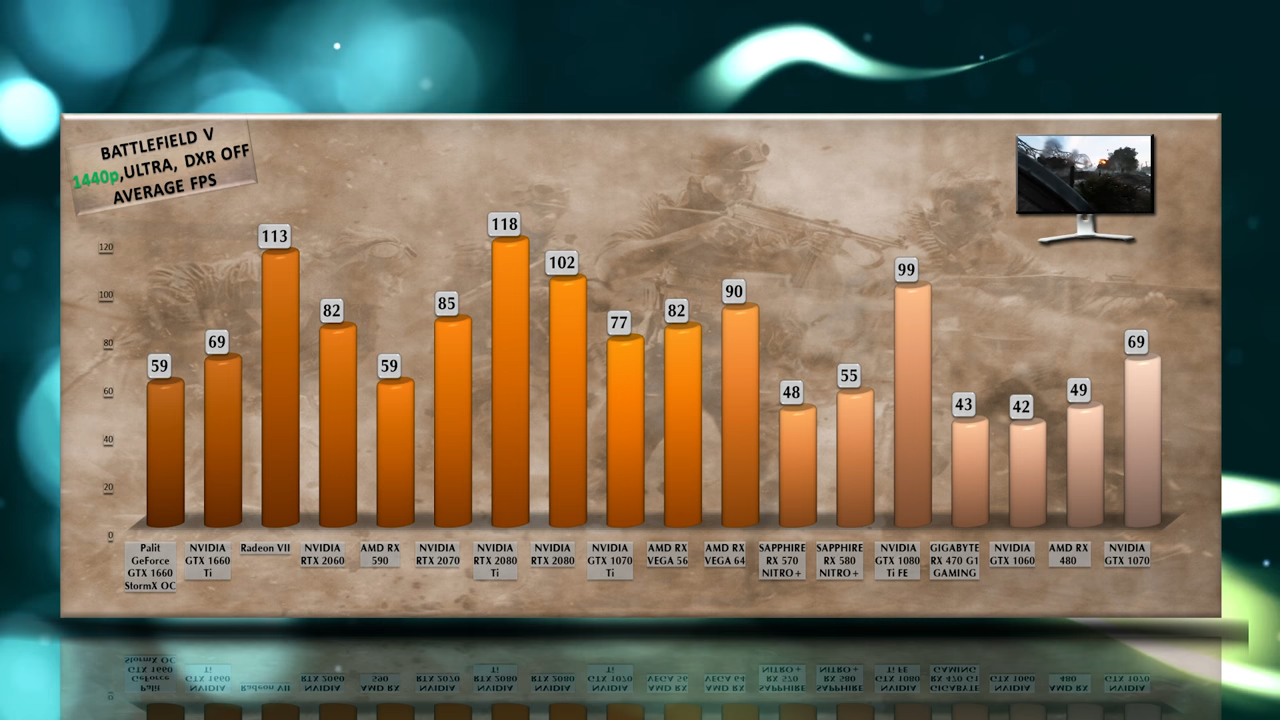 BATTLEFIELD V
1440p,ULTRA, DXR OFF
AVERAGE FPS
120
100
80
60
40
20
0
59
69
113
82
59
85
118
102
77
82
90
48
55
99
43
42
49
69
Palit
GeForce
GTX 1660
StormX OC
NVIDIA
GTX 1660
Ti
Radeon VII
NVIDIA
RTX 2060
AMD RX
590
NVIDIA
RTX 2070
NVIDIA
RTX 2080
Ti
NVIDIA
RTX 2080
NVIDIA
GTX 1070
Ti
AMD RX
VEGA 56
AMD RX
VEGA 64
SAPPHIRE
RX 570
NITRO+
SAPPHIRE
RX 580
NITRO+
NVIDIA
GTX 1080
Ti FE
GIGABYTE
RX 470 G1
GAMING
NVIDIA
GTX 1060
AMD RX
480
NVIDIA
GTX 1070